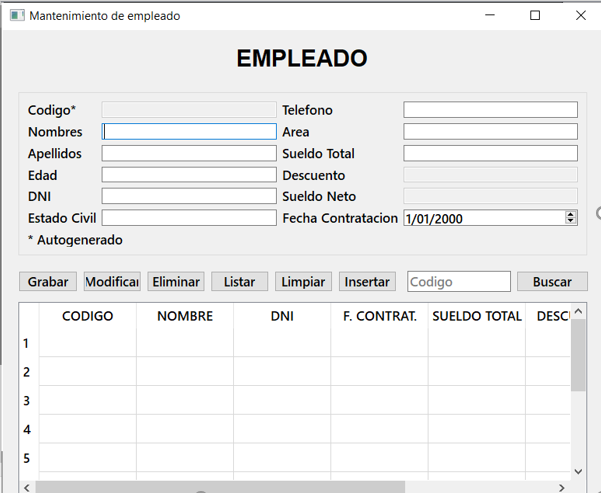 Mantenimiento de empleado
EMPLEADO
Codigo* Telefono
Nombres Area
Apellidos Sueldo Total
Edad Descuento
DNI Sueldo Neto
Estado Civil Fecha Contratacion 1/01/2000
* Autogenerado
Grabar Modificar Eliminar Listar Limpiar Insertar Codigo Buscar
CODIGO NOMBRE DNI F. CONTRAT. SUELDO TOTAL DESCU
1
2
3
4
5